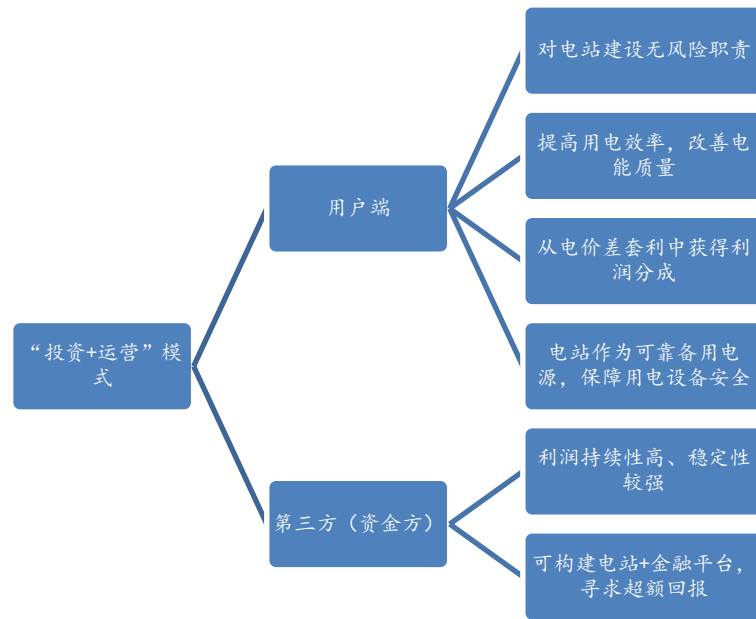 对电站建设无风险职责
提高用电效率，改善电
能质量
用户端
从电价差套利中获得利
润分成
“投资+运营”模
式
电站作为可靠备用电
源，保障用电设备安全
利润持续性高、稳定性
较强
第三方（资金方）
可构建电站+金融平台，
寻求超额回报